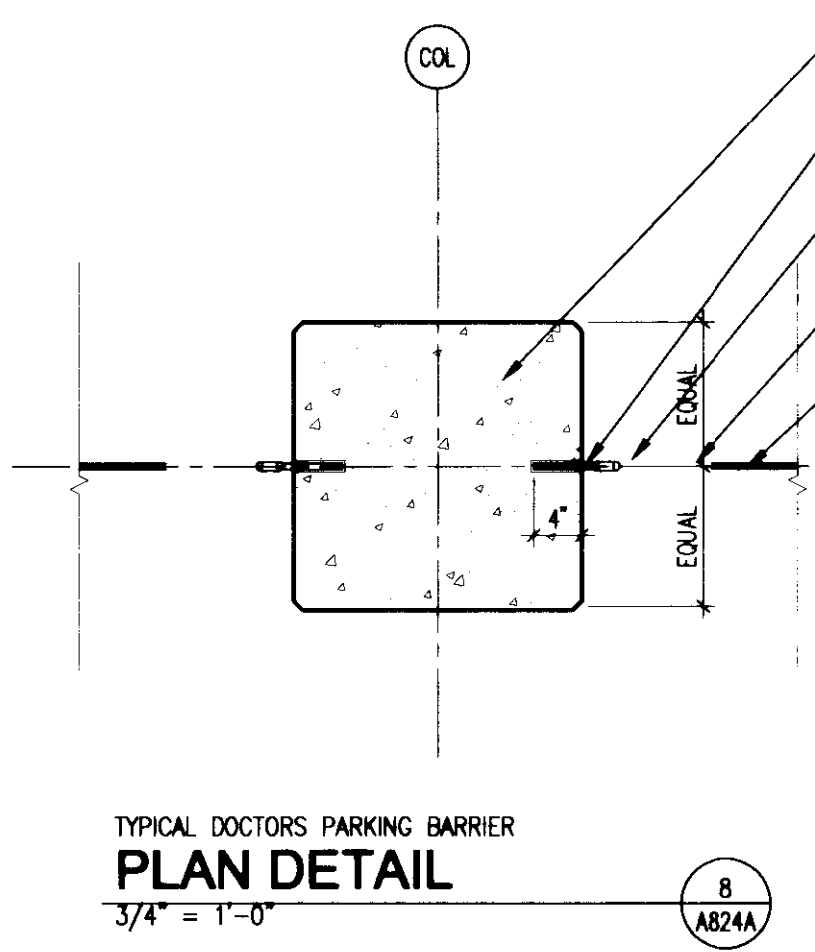 COL
EQUAL
4"
EQUAL
TYPICAL DOCTORS PARKING BARRIER
PLAN DETAIL
3/4" = 1'-0"
8
A824A